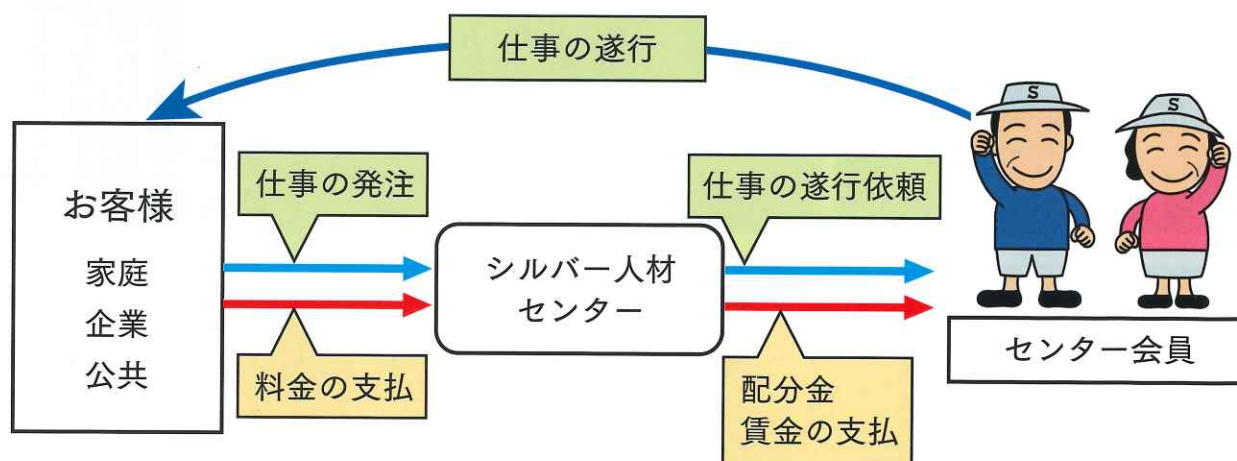 仕事の遂行
S
S
お客様
家庭
企業
公共
仕事の発注
料金の支払
シルバー人材
センター
仕事の遂行依頼
配分金
賃金の支払
センター会員